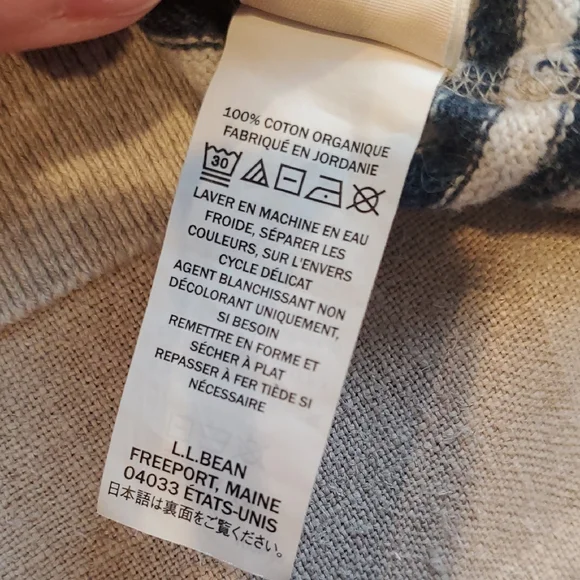 100% COTON ORGANIQUE
FABRIQUÉ EN JORDANIE
30
LAVER EN MACHINE EN EAU
FROIDE, SÉPARER LES
COULEURS, SUR L'ENVERS
CYCLE DÉLICAT
AGENT BLANCHISSANT NON
DÉCOLORANT UNIQUEMENT,
SI BESOIN
REMETTRE EN FORME ET
SÉCHER À PLAT
REPASSER À FER TIÈDE SI
NÉCESSAIRE
L.L.BEAN
FREEPORT, MAINE
04033 ÉTATS-UNIS
日本語は裏面をご覧ください。